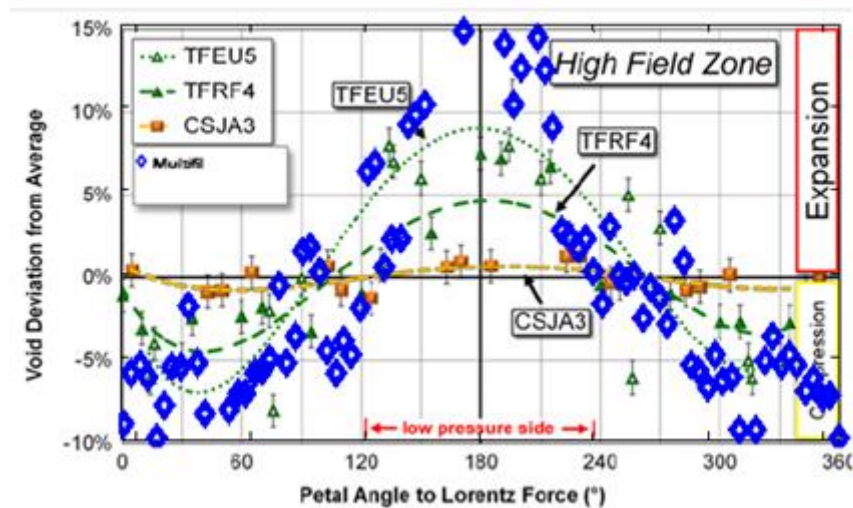 15%
10%
5%
0%
-5%
-10%
Void Deviation from Average
TFEU5
TFRF4
CSJA3
Multifil
High Field Zone
TFEU5
TFRF4
CSJA3
Expansion
low pressure side
0 60 120 180 240 300 360
Petal Angle to Lorentz Force (°)